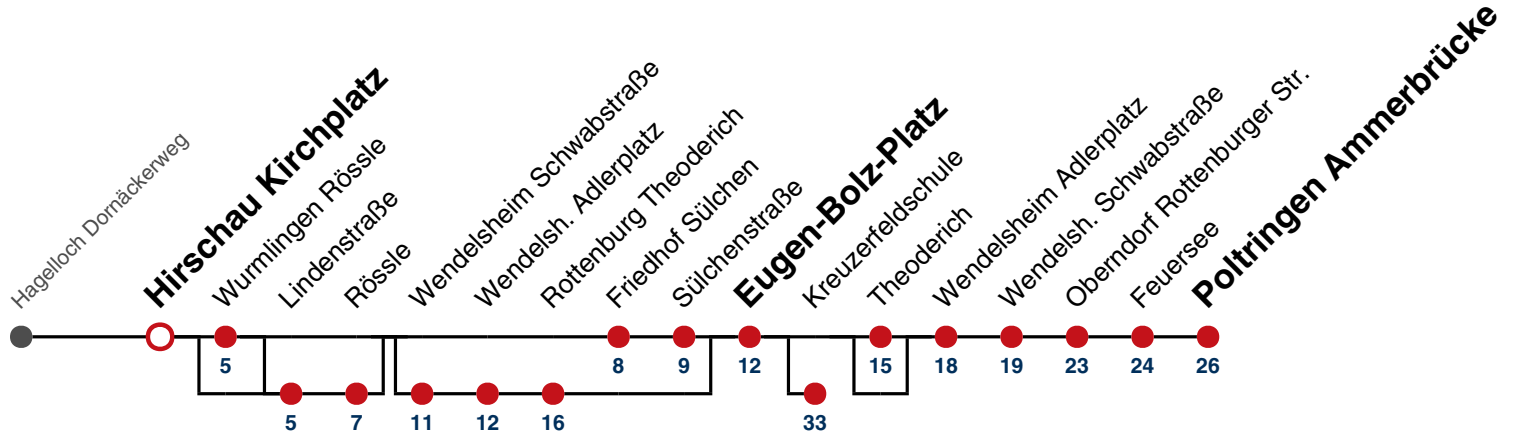 Hagelloch Dornäckerweg
Hirschau Kirchplatz
Wurmlingen Rössle
Lindenstraße
Rössle
Wendelsheim Schwabstraße
Wendelsh. Adlerplatz
Rottenburg Theoderich
Friedhof Sülchen
Sülchenstraße
Eugen-Bolz-Platz
Kreuzerfeldschule
Theoderich
Wendelsheim Adlerplatz
Wendelsh. Schwabstraße
Oberndorf Rottenburger Str.
Feuersee
Poltringen Ammerbrücke
5 8 9 12 15 18 19 23 24 26
5 7 11 12 16 33